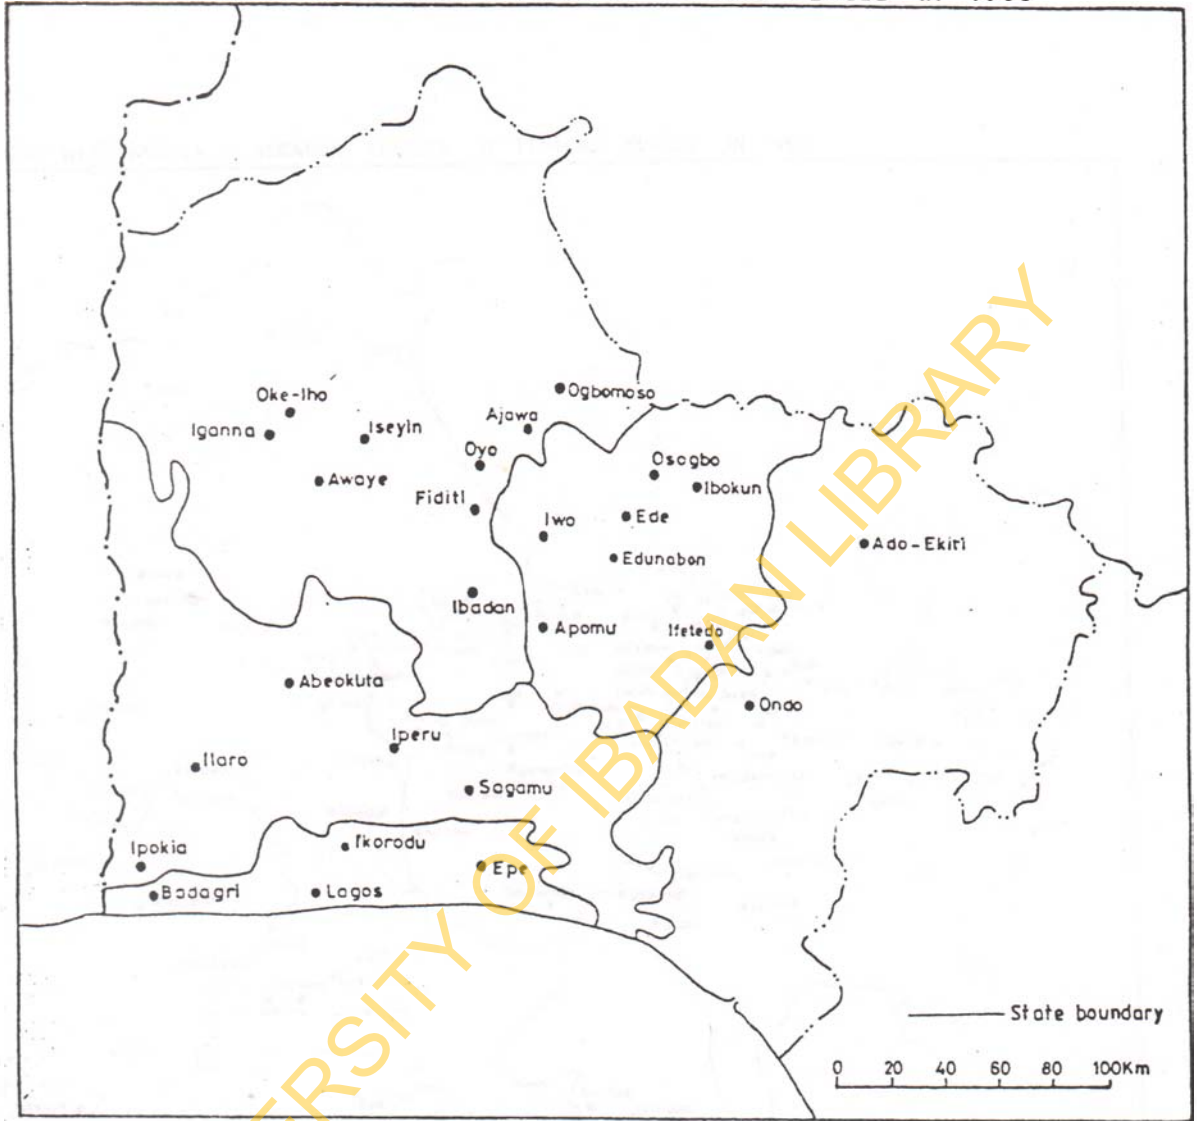 Oke-Iho
Ogbomoso
Iganna
Iseyin
Ajawa
Oyo
Awaye
Osogbo
Ibokun
Fiditi
Iwo
Ede
Edunabon
Ado-Ekiti
Ibadan
Apomu
Ifetedo
Abeokuta
Ondo
Iperu
Ilaro
Sagamu
Ipokia
Ikorodu
Epe
Badagri
Lagos
State boundary
0 20 40 60 80 100Km
UNIVERSITY OF IBADAN LIBRARY